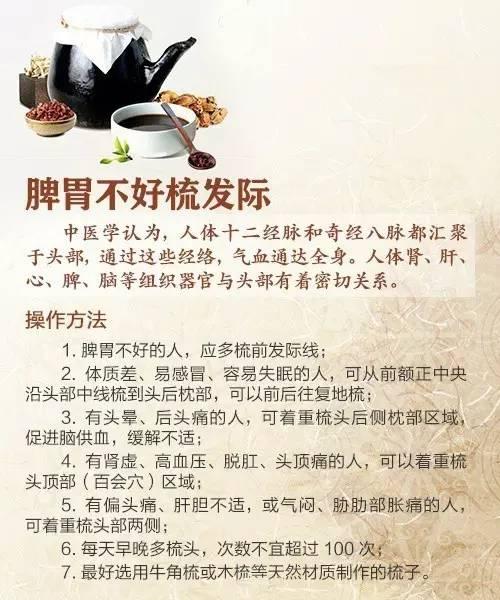 脾胃不好梳发际
中医学认为，人体十二经脉和奇经八脉都汇聚
于头部，通过这些经络，气血通达全身。人体肾、肝、
心、脾、脑等组织器官与头部有着密切关系。
操作方法
1. 脾胃不好的人，应多梳前发际线；
2. 体质差、易感冒、容易失眠的人，可从前额正中央
沿头部中线梳到头后枕部，可以前后往复地梳；
3. 有头晕、后头痛的人，可着重梳头后侧枕部区域，
促进脑供血，缓解不适；
4. 有肾虚、高血压、脱肛、头顶痛的人，可以着重梳
头顶部（百会穴）区域；
5. 有偏头痛、肝胆不适，或气闷、胁肋部胀痛的人，
可着重梳头部两侧；
6. 每天早晚多梳头，次数不宜超过 100 次；
7. 最好选用牛角梳或木梳等天然材质制作的梳子。